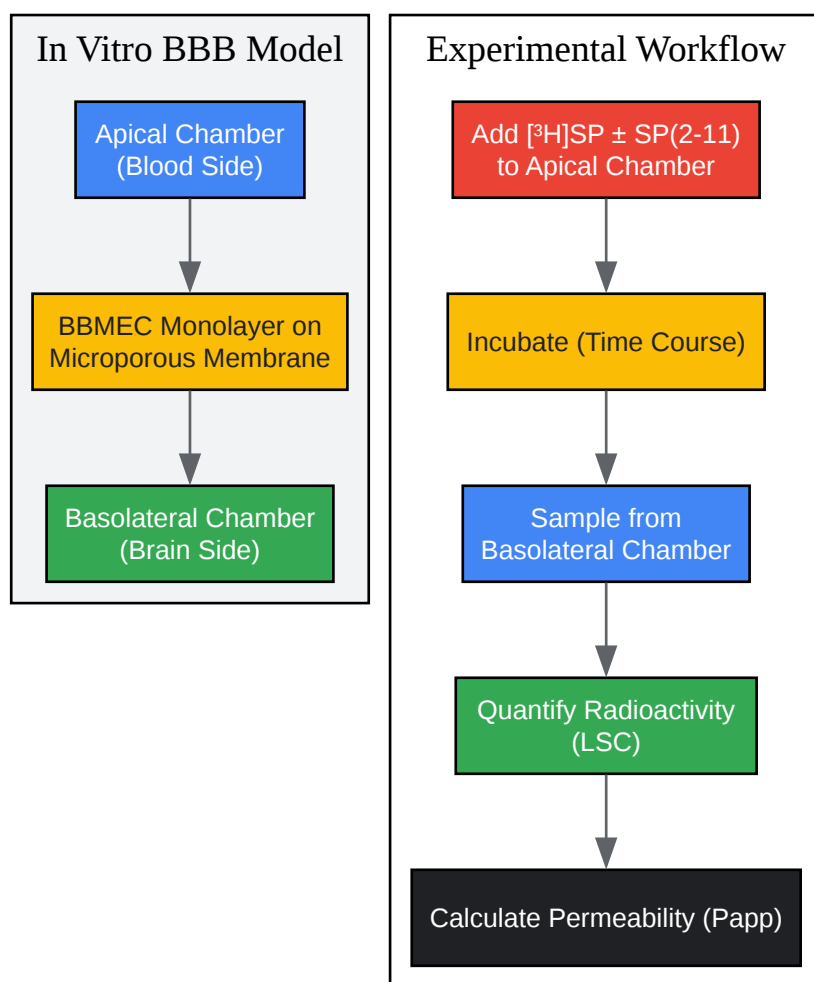 In Vitro BBB Model
Apical Chamber
(Blood Side)
BBMEC Monolayer on
Microporous Membrane
Basolateral Chamber
(Brain Side)
Experimental Workflow
Add [³H]SP ± SP(2-11)
to Apical Chamber
Incubate (Time Course)
Sample from
Basolateral Chamber
Quantify Radioactivity
(LSC)
Calculate Permeability (Papp)